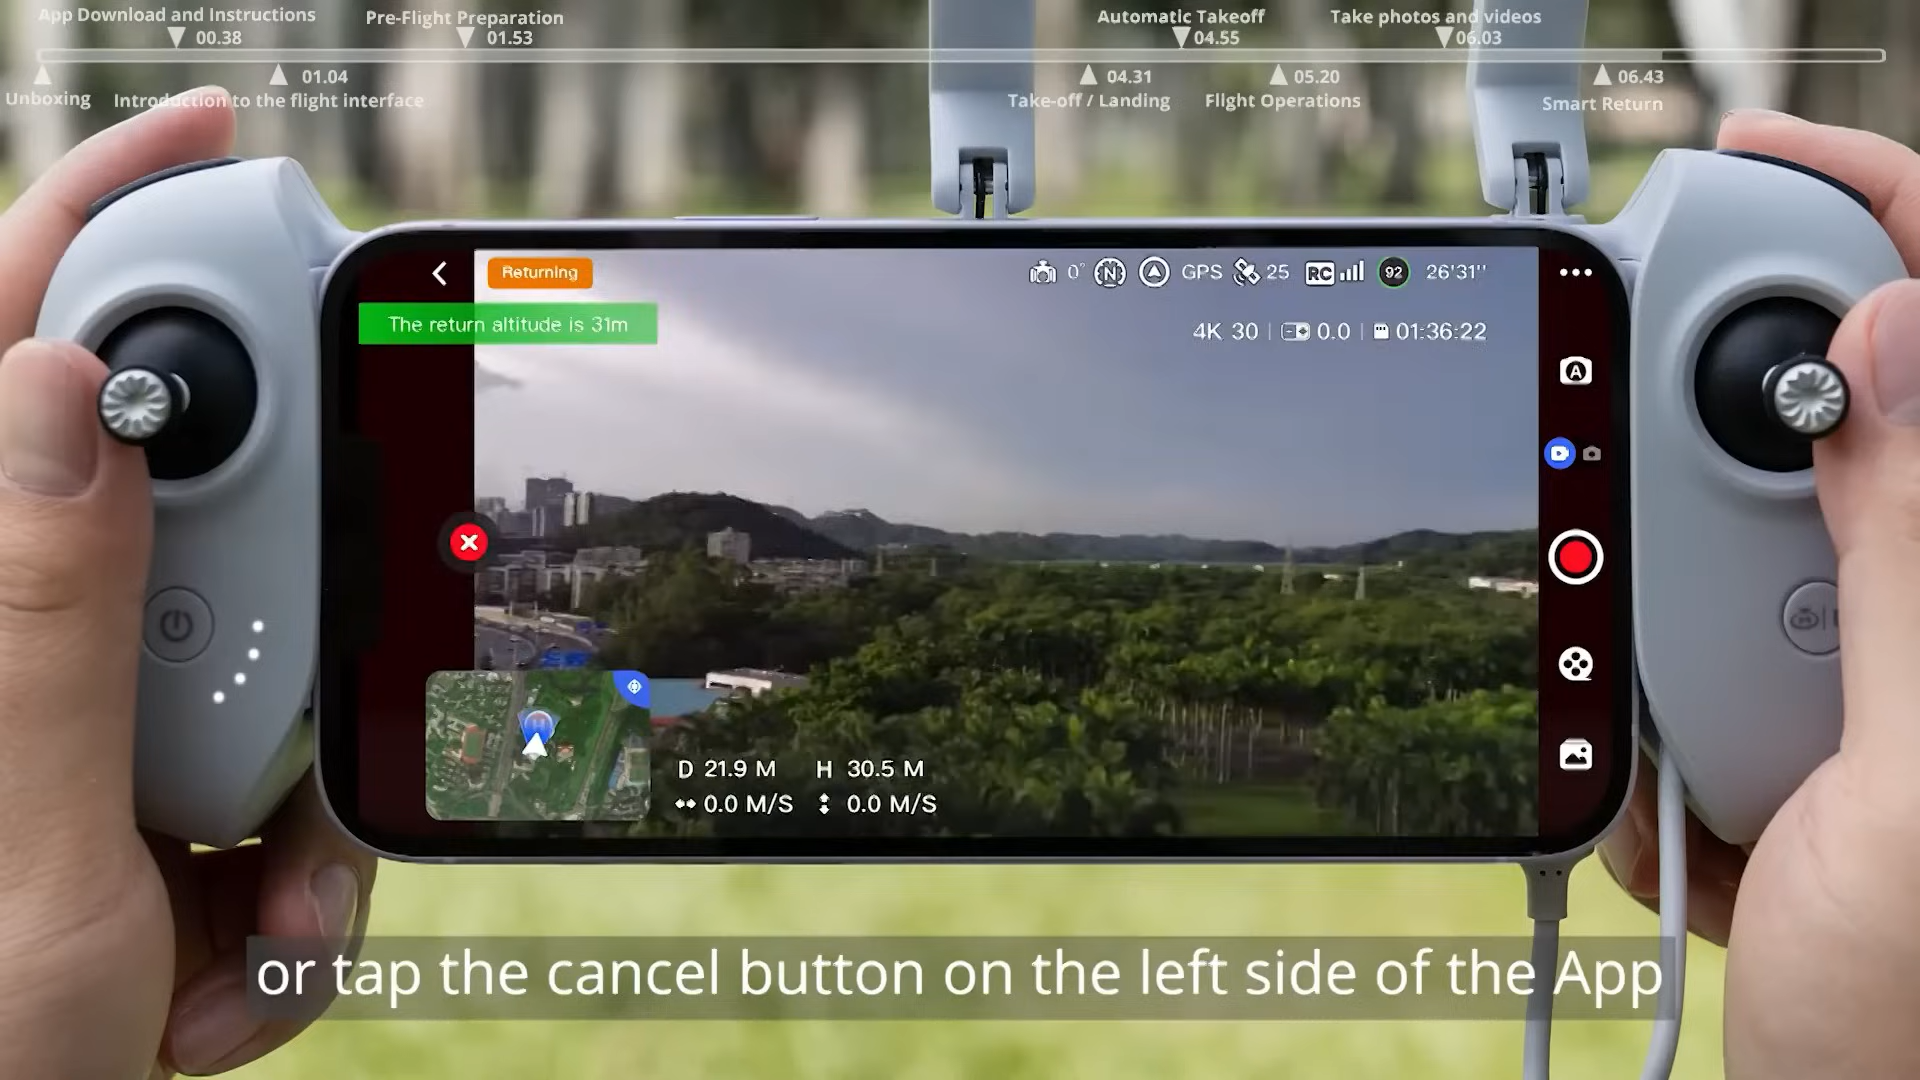 App Download and Instructions
00.38
Pre-Flight Preparation
01.53
Automatic Takeoff
04.55
Take photos and videos
06.03
Unboxing
01.04
Introduction to the flight interface
04.31
Take-off / Landing
05.20
Flight Operations
06.43
Smart Return
Returning
0° N GPS 25 RC 92 26'31''
The return altitude is 31m
4K 30 | 0.0 | 01:36:22
A
H
D 21.9 M H 30.5 M
0.0 M/S 0.0 M/S
or tap the cancel button on the left side of the App